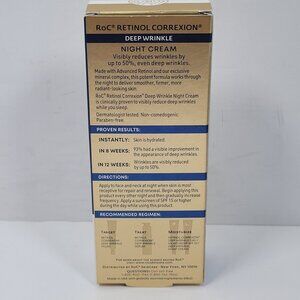 RoC® RETINOL CORREXION®
DEEP WRINKLE
NIGHT CREAM
Visibly reduces wrinkles by
up to 50%, even deep wrinkles.
Made with Advanced Retinol and our exclusive
mineral complex, this potent formula works through
the night to deliver smoother, firmer, more
radiant-looking skin.
RoC® Retinol Correxion® Deep Wrinkle Night Cream
is clinically proven to visibly reduce deep wrinkles
while you sleep.
Dermatologist tested. Non-comedogenic.
Paraben-free.
PROVEN RESULTS:
INSTANTLY: Skin is hydrated.
IN 8 WEEKS: 93% had a visible improvement in
the appearance of deep wrinkles.
IN 12 WEEKS: Wrinkles are visibly
reduced by up to 50%.
DIRECTIONS:
Apply to face and neck at night when skin is most
receptive for repair and renewal. Begin applying this product
every other night and then gradually increase
frequency. Apply a sunscreen of SPF 15 or higher
during the day while using this product.
RECOMMENDED REGIMEN:
TARGET TREAT MOISTURIZE